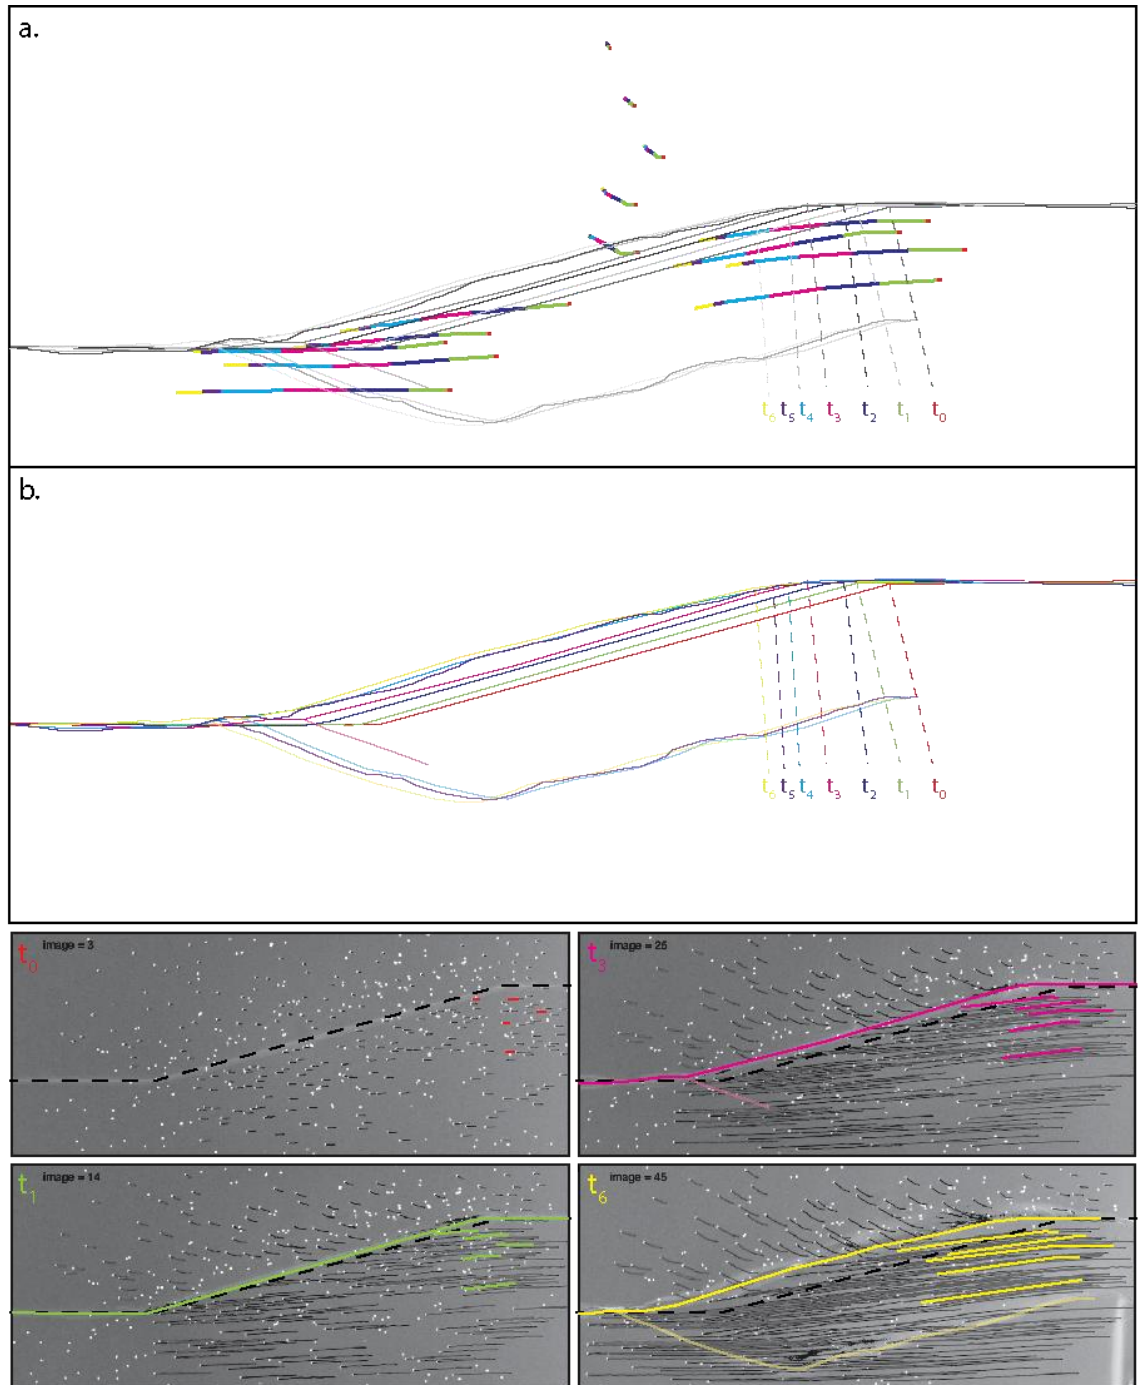 a.
t6 t5 t4 t3 t2 t1 t0
b.
t6 t5 t4 t3 t2 t1 t0
t0 image = 3
t3 image = 25
t1 image = 14
t6 image = 45